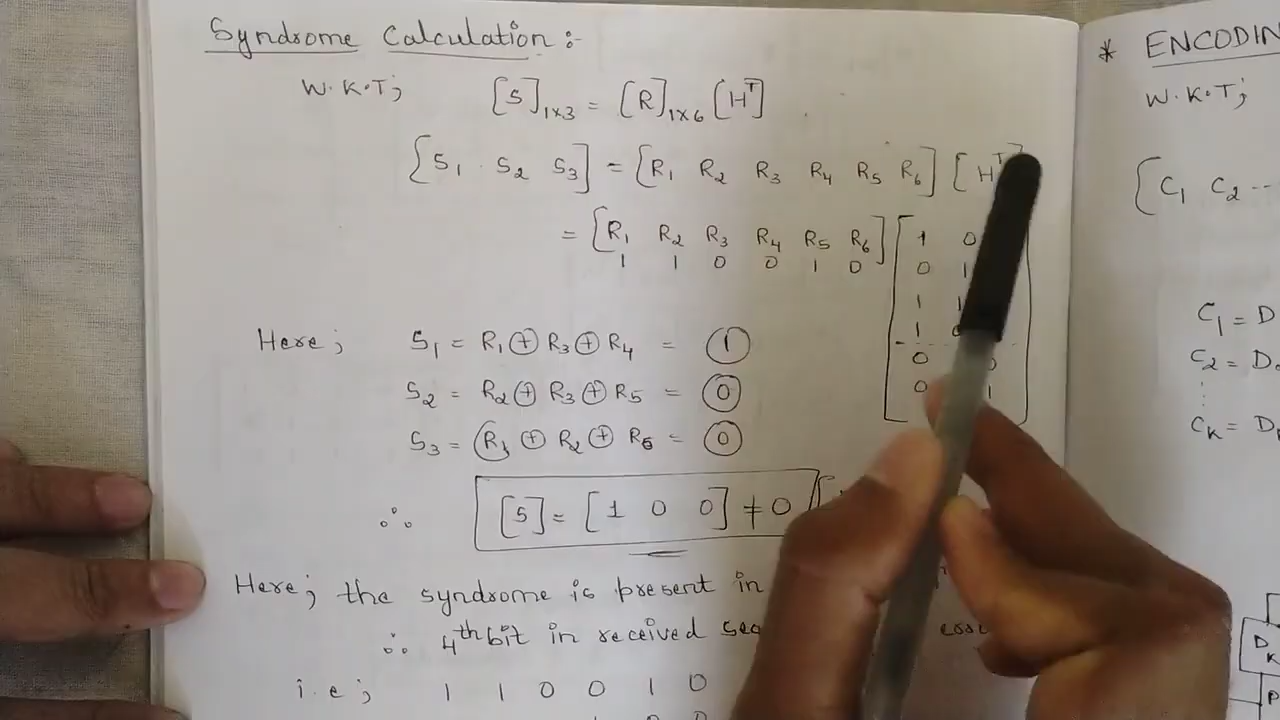 Syndrome Calculation :-
W.K.T; [S]1x3 = [R]1x6 [Hᵀ]
[S1 S2 S3] = [R1 R2 R3 R4 R5 R6] [Hᵀ]
= [R1 R2 R3 R4 R5 R6] [1 0
1 1 0 0 1 0 0 1
1 1
1 0
0 0
0 1
Here; S1 = R1 ⊕ R3 ⊕ R4 = 1
S2 = R2 ⊕ R3 ⊕ R5 = 0
S3 = R1 ⊕ R2 ⊕ R6 = 0
∴ [S] = [1 0 0] ≠ 0
Here; the syndrome is present in
∴ 4th bit in received
i.e; 1 1 0 0 1 0
* ENCODIN
W.K.T;
[C1 C2 --
C1 = D
C2 = D
CK = D
DK
P